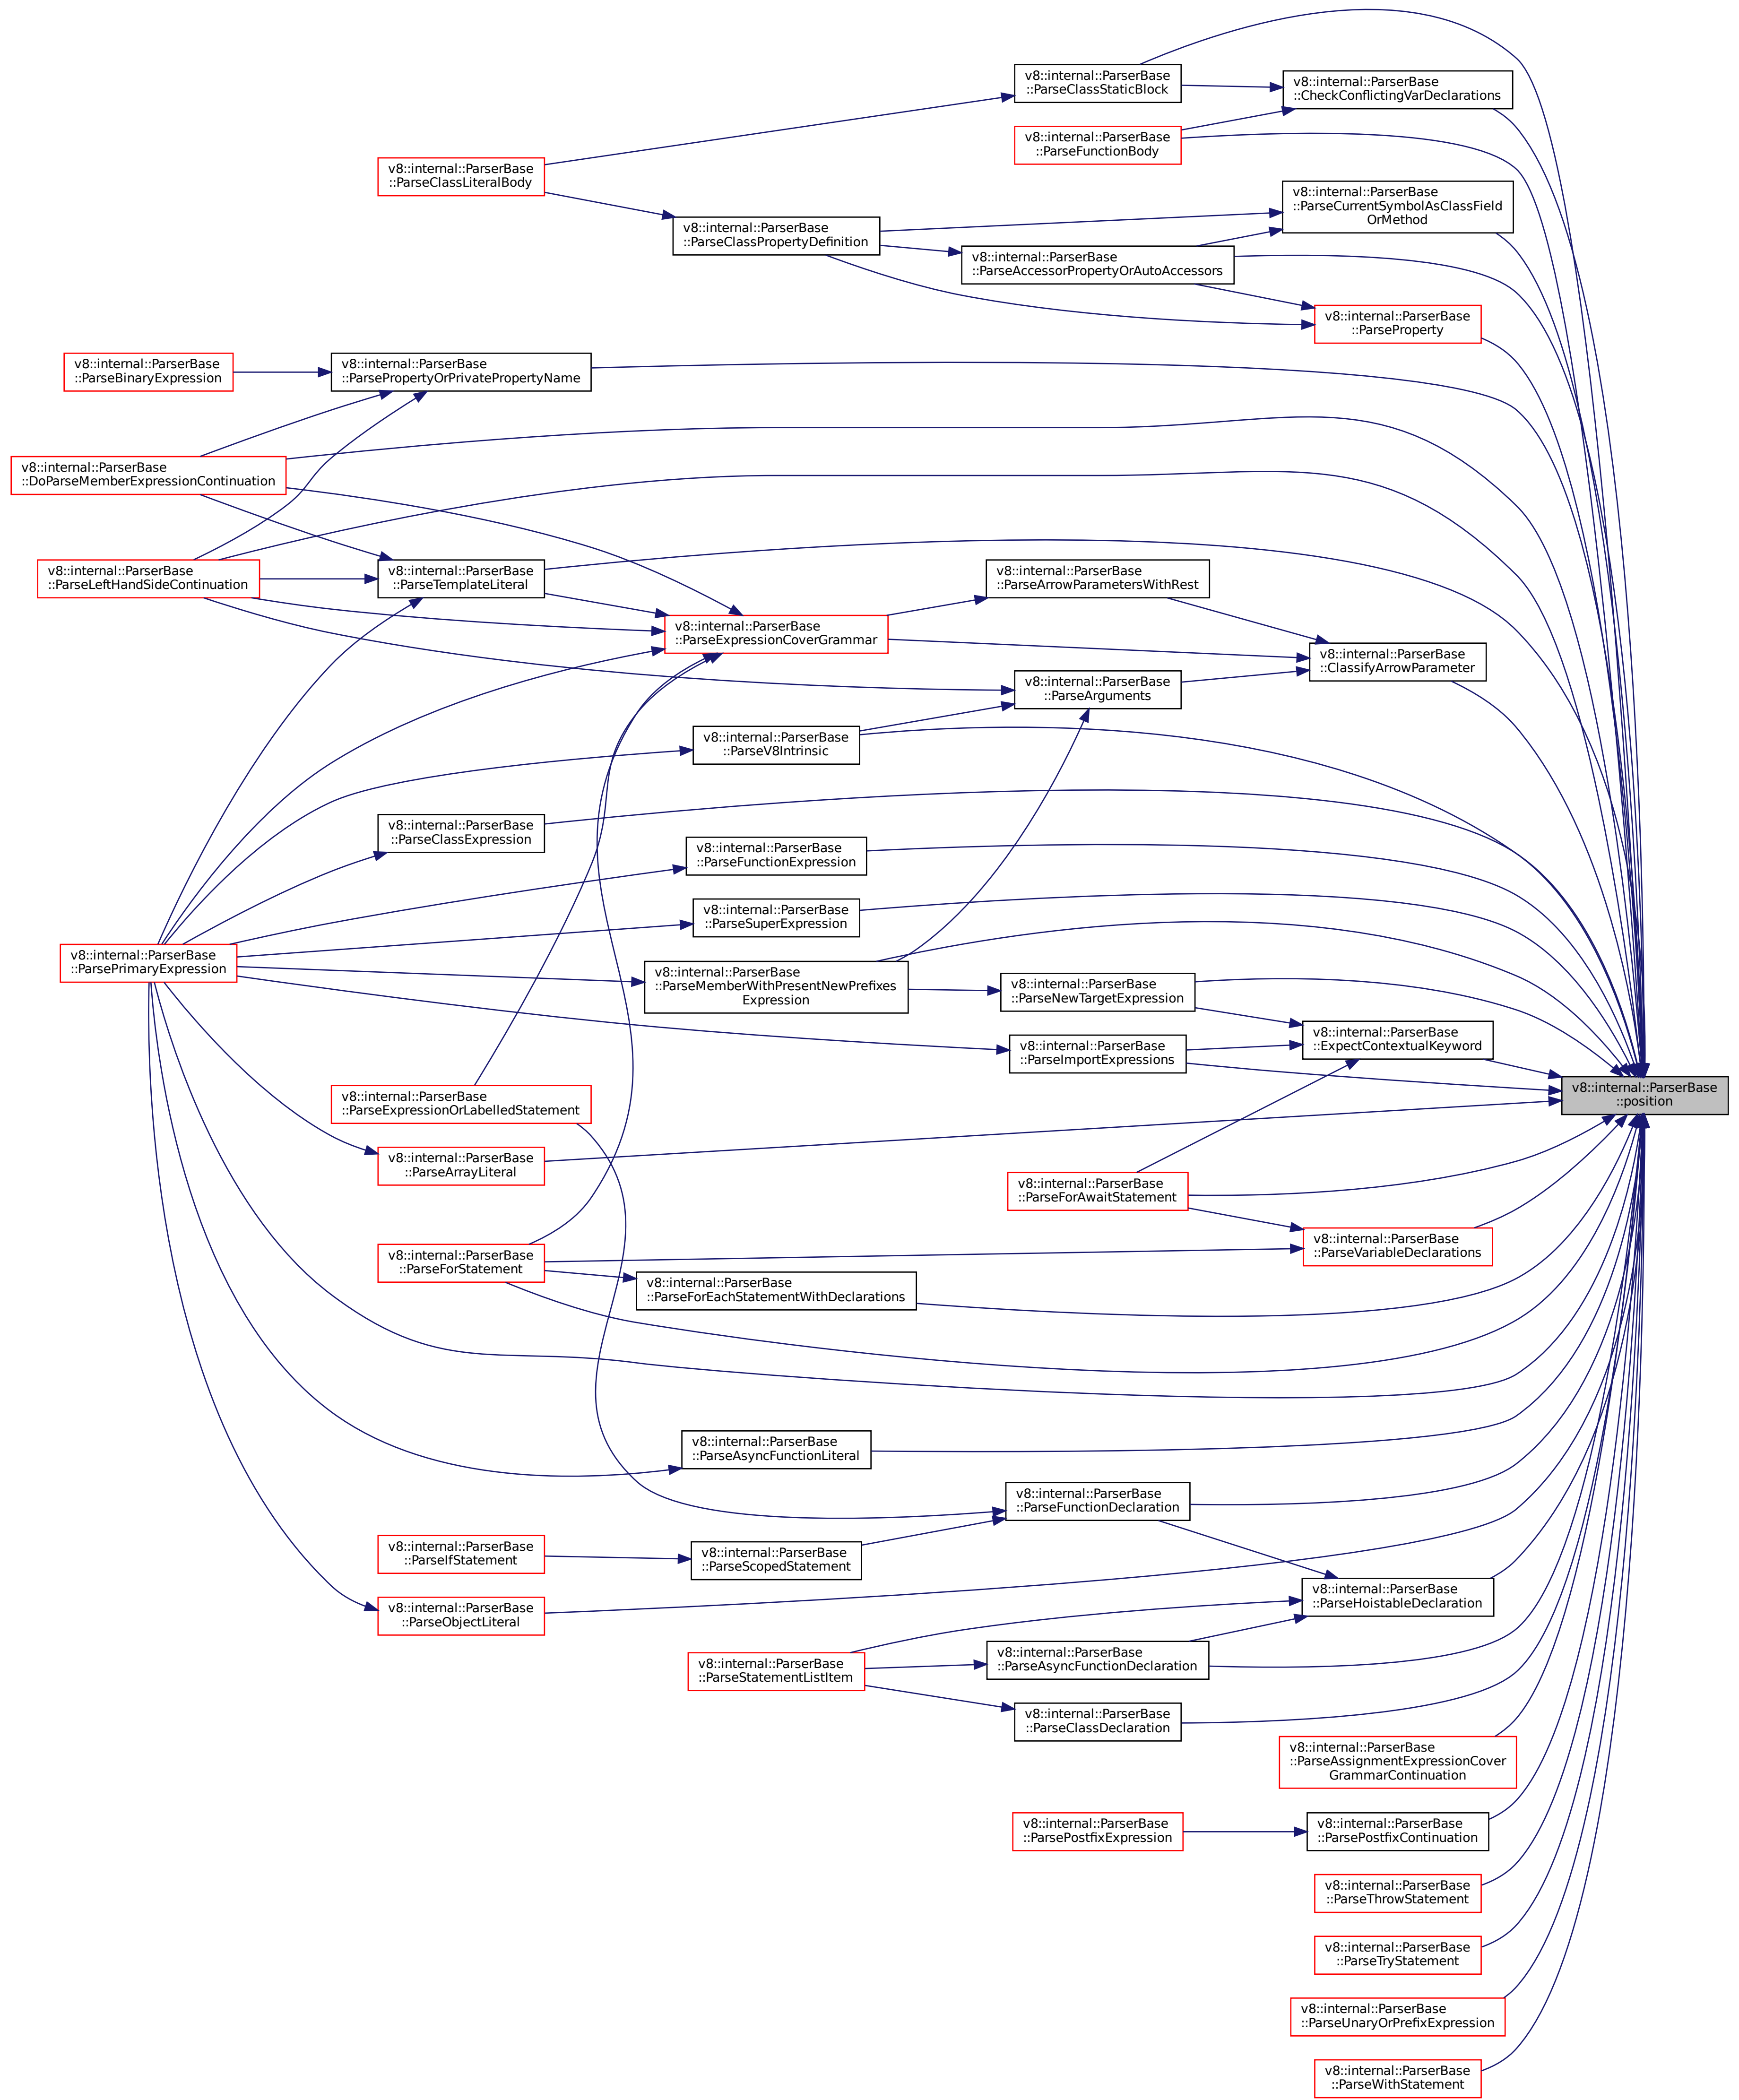 v8::internal::ParserBase
::ParseClassStaticBlock
v8::internal::ParserBase
::CheckConflictingVarDeclarations
v8::internal::ParserBase
::ParseFunctionBody
v8::internal::ParserBase
::ParseClassLiteralBody
v8::internal::ParserBase
::ParseCurrentSymbolAsClassField
OrMethod
v8::internal::ParserBase
::ParseClassPropertyDefinition
v8::internal::ParserBase
::ParseAccessorPropertyOrAutoAccessors
v8::internal::ParserBase
::ParseProperty
v8::internal::ParserBase
::ParseBinaryExpression
v8::internal::ParserBase
::ParsePropertyOrPrivatePropertyName
v8::internal::ParserBase
::DoParseMemberExpressionContinuation
v8::internal::ParserBase
::ParseLeftHandSideContinuation
v8::internal::ParserBase
::ParseTemplateLiteral
v8::internal::ParserBase
::ParseArrowParametersWithRest
v8::internal::ParserBase
::ParseExpressionCoverGrammar
v8::internal::ParserBase
::ClassifyArrowParameter
v8::internal::ParserBase
::ParseArguments
v8::internal::ParserBase
::ParseV8Intrinsic
v8::internal::ParserBase
::ParseClassExpression
v8::internal::ParserBase
::ParseFunctionExpression
v8::internal::ParserBase
::ParseSuperExpression
v8::internal::ParserBase
::ParsePrimaryExpression
v8::internal::ParserBase
::ParseMemberWithPresentNewPrefixes
Expression
v8::internal::ParserBase
::ParseNewTargetExpression
v8::internal::ParserBase
::ExpectContextualKeyword
v8::internal::ParserBase
::ParseImportExpressions
v8::internal::ParserBase
::position
v8::internal::ParserBase
::ParseExpressionOrLabelledStatement
v8::internal::ParserBase
::ParseArrayLiteral
v8::internal::ParserBase
::ParseForAwaitStatement
v8::internal::ParserBase
::ParseVariableDeclarations
v8::internal::ParserBase
::ParseForStatement
v8::internal::ParserBase
::ParseForEachStatementWithDeclarations
v8::internal::ParserBase
::ParseAsyncFunctionLiteral
v8::internal::ParserBase
::ParseFunctionDeclaration
v8::internal::ParserBase
::ParseIfStatement
v8::internal::ParserBase
::ParseScopedStatement
v8::internal::ParserBase
::ParseHoistableDeclaration
v8::internal::ParserBase
::ParseObjectLiteral
v8::internal::ParserBase
::ParseStatementListItem
v8::internal::ParserBase
::ParseAsyncFunctionDeclaration
v8::internal::ParserBase
::ParseClassDeclaration
v8::internal::ParserBase
::ParseAssignmentExpressionCover
GrammarContinuation
v8::internal::ParserBase
::ParsePostfixExpression
v8::internal::ParserBase
::ParsePostfixContinuation
v8::internal::ParserBase
::ParseThrowStatement
v8::internal::ParserBase
::ParseTryStatement
v8::internal::ParserBase
::ParseUnaryOrPrefixExpression
v8::internal::ParserBase
::ParseWithStatement